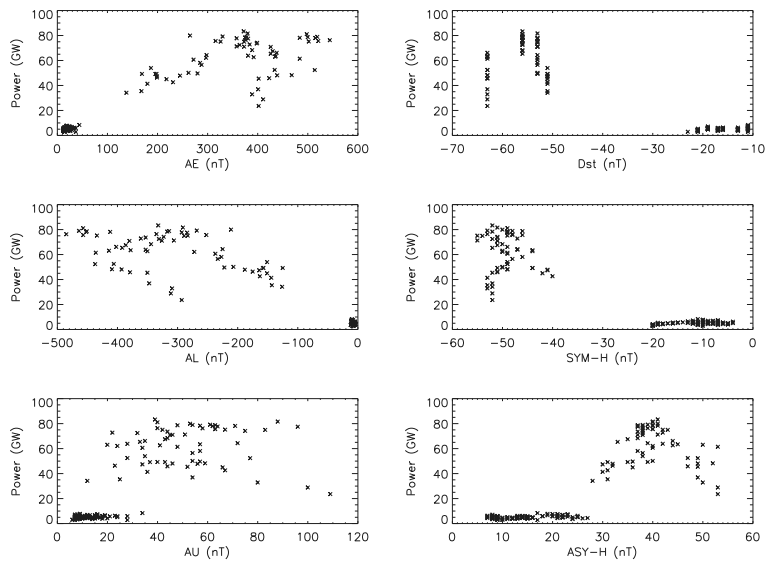 100
80
60
40
20
0
Power (GW)
0 100 200 300 400 500 600
AE (nT)
100
80
60
40
20
0
Power (GW)
−70 −60 −50 −40 −30 −20 −10
Dst (nT)
100
80
60
40
20
0
Power (GW)
−500 −400 −300 −200 −100 0
AL (nT)
100
80
60
40
20
0
Power (GW)
−60 −50 −40 −30 −20 −10 0
SYM−H (nT)
100
80
60
40
20
0
Power (GW)
0 20 40 60 80 100 120
AU (nT)
100
80
60
40
20
0
Power (GW)
0 10 20 30 40 50 60
ASY−H (nT)